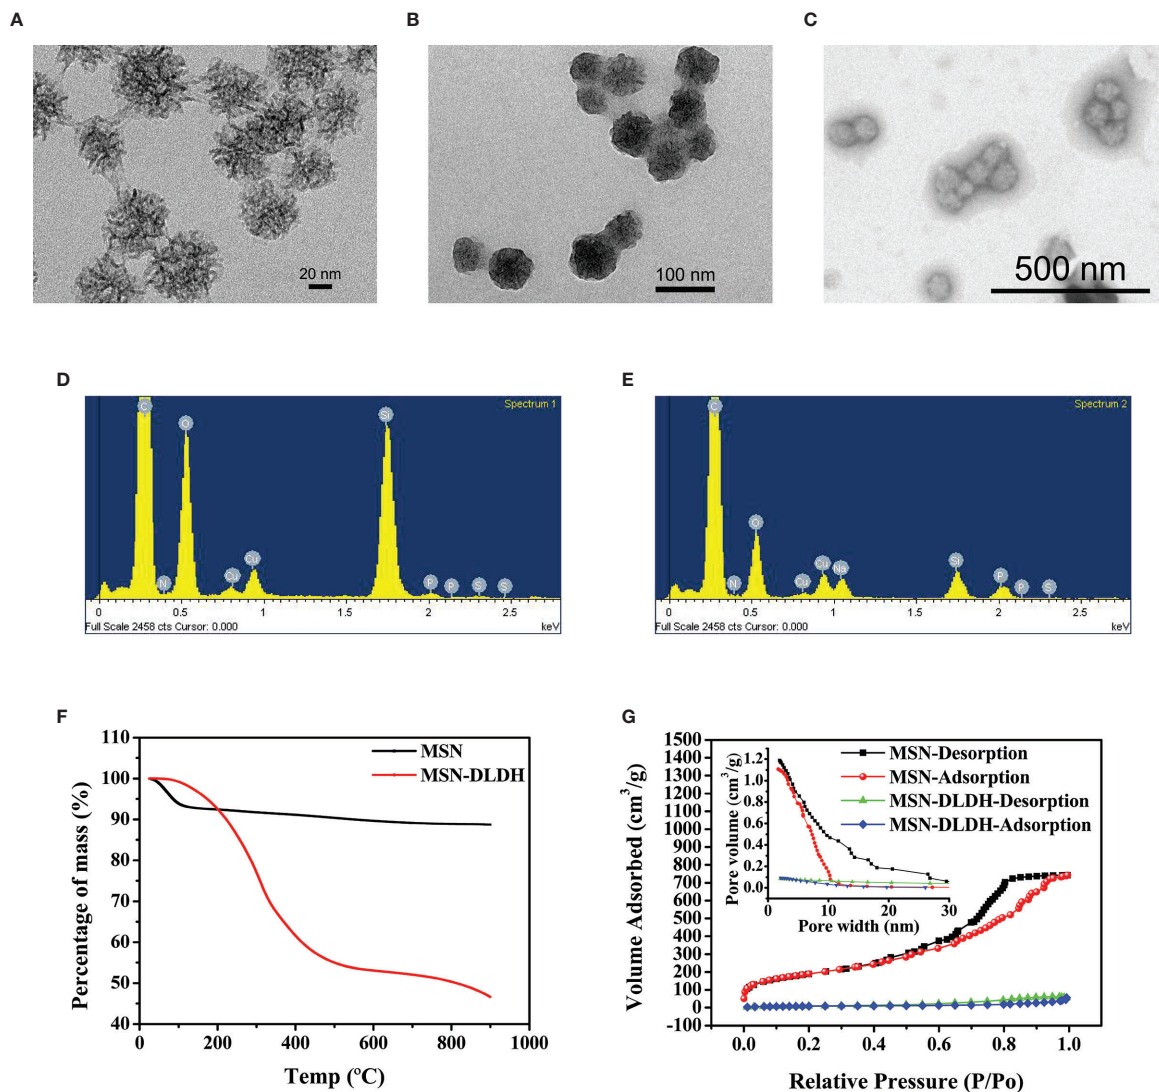 A
B
C
20 nm
100 nm
500 nm
D
E
C
O
Si
N
Cu
Cu
P
P
S
S
Spectrum 1
0
0.5
1
1.5
2
2.5
Full Scale 2458 cts Cursor: 0.000
keV
C
O
N
Cu
Cu
Na
Si
P
P
S
Spectrum 2
0
0.5
1
1.5
2
2.5
Full Scale 2458 cts Cursor: 0.000
keV
F
110
100
90
80
70
60
50
40
Percentage of mass (%)
MSN
MSN-DLDH
0
200
400
600
800
1000
Temp (ºC)
G
1500
1400
1300
1200
1100
1000
900
800
700
600
500
400
300
200
100
0
-100
Volume Adsorbed (cm³/g)
1.2
1.0
0.8
0.6
0.4
0.2
0.0
Pore volume (cm³/g)
0
10
20
30
Pore width (nm)
MSN-Desorption
MSN-Adsorption
MSN-DLDH-Desorption
MSN-DLDH-Adsorption
0.0
0.2
0.4
0.6
0.8
1.0
Relative Pressure (P/Po)